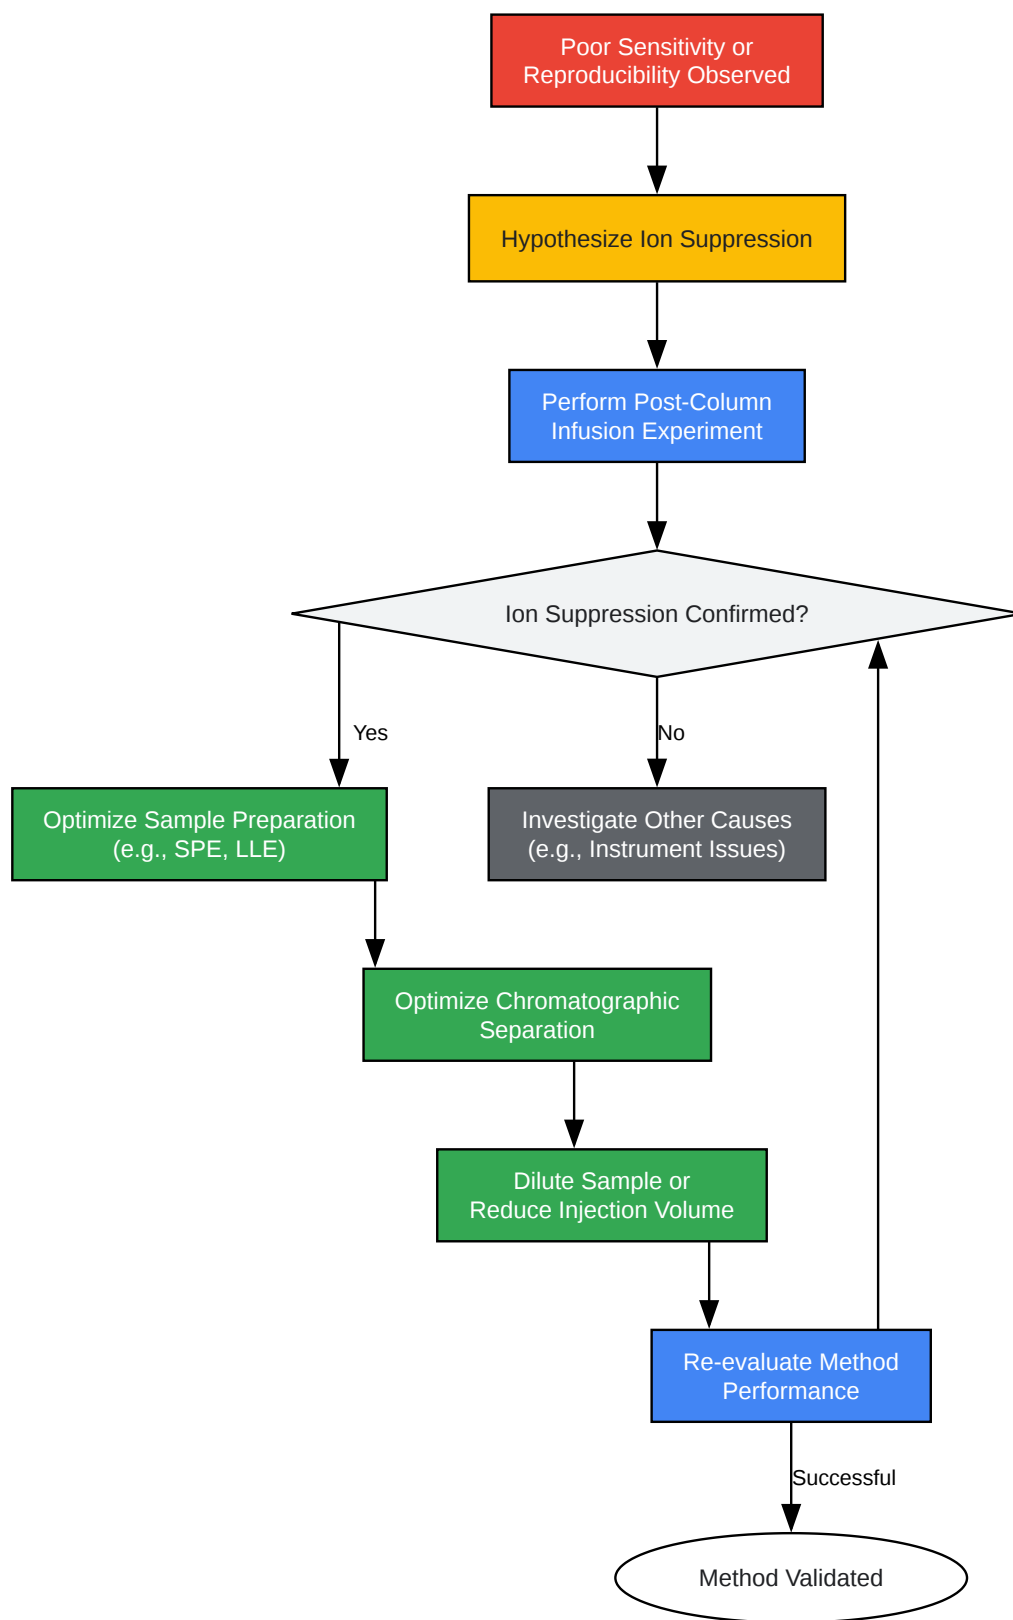 Poor Sensitivity or
Reproducibility Observed
Hypothesize Ion Suppression
Perform Post-Column
Infusion Experiment
Ion Suppression Confirmed?
Yes
No
Optimize Sample Preparation
(e.g., SPE, LLE)
Investigate Other Causes
(e.g., Instrument Issues)
Optimize Chromatographic
Separation
Dilute Sample or
Reduce Injection Volume
Re-evaluate Method
Performance
Successful
Method Validated